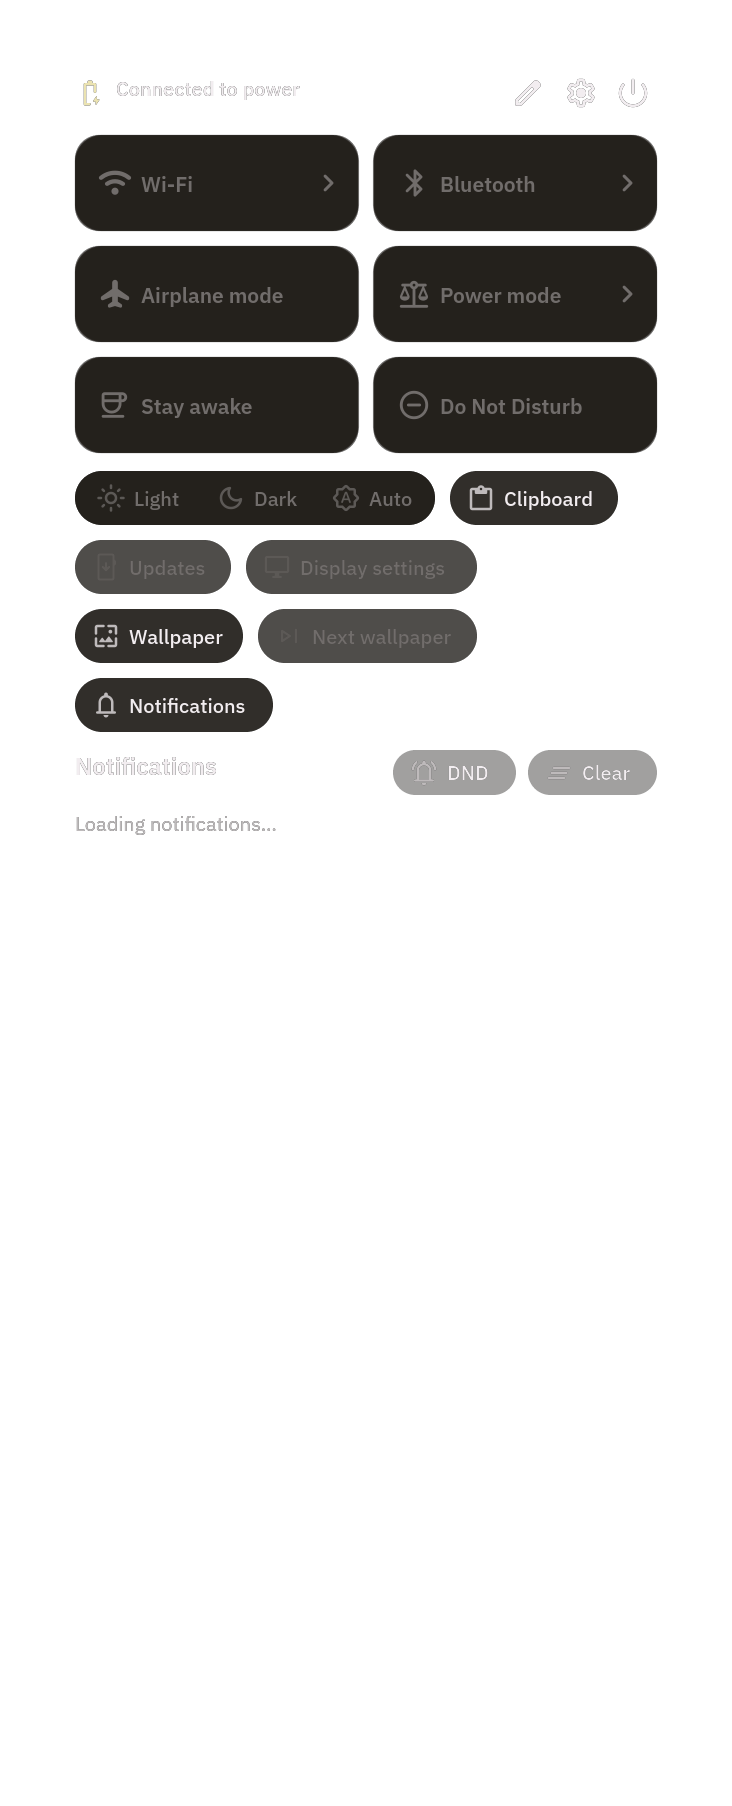 Connected to power
Wi-Fi
Bluetooth
Airplane mode
Power mode
Stay awake
Do Not Disturb
Light Dark Auto Clipboard
Updates Display settings
Wallpaper Next wallpaper
Notifications
Notifications DND Clear
Loading notifications...